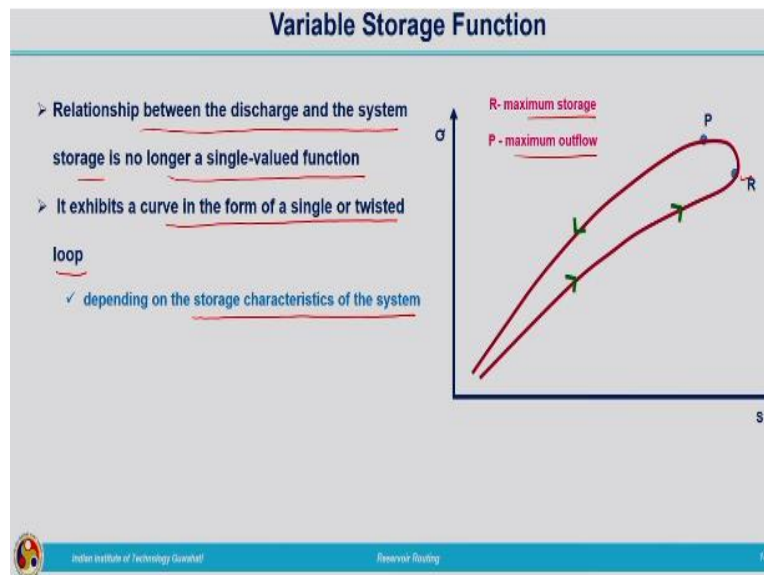 Variable Storage Function
➢ Relationship between the discharge and the system
storage is no longer a single-valued function
➢ It exhibits a curve in the form of a single or twisted
loop
✓ depending on the storage characteristics of the system
R- maximum storage
P - maximum outflow
Q
P
R
S
Indian Institute of Technology Guwahati
Reservoir Routing